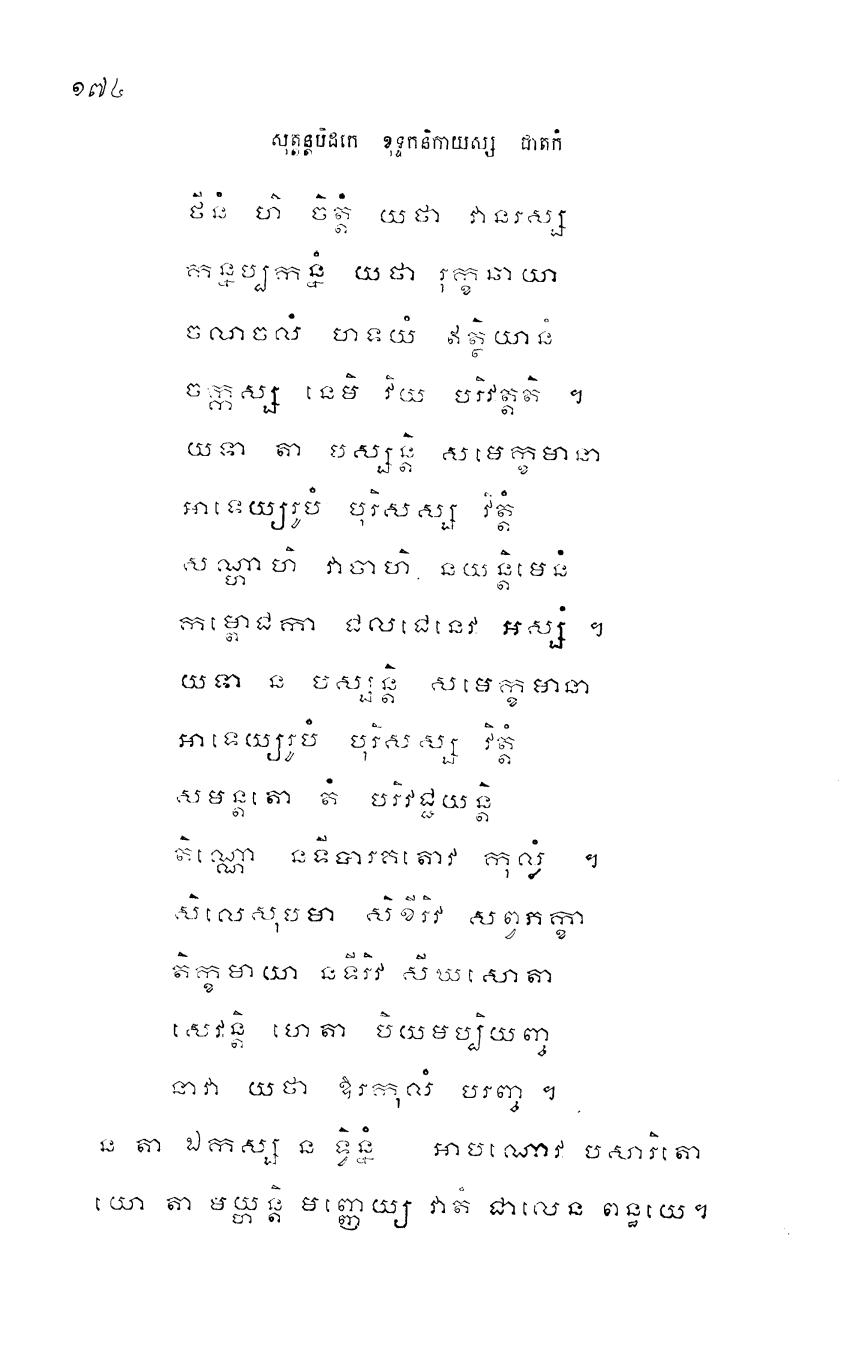 ១៧៤
សុត្តន្តបិដកេ ខុទ្ទកនិកាយស្ស ជាតកំ
ថីនំ ហិ ចិត្តំ យថា វានរស្ស
កន្នប្បកន្នំ យថា រុក្ខឆាយា
ចលាចលំ ហទយំ ឥត្ថិយានំ
ចក្កស្ស នេមិ វិយ បរិវត្តតិ ។
យទា តា បស្សន្តិ សមេក្ខមានា
អាទេយ្យរូបំ បុរិសស្ស វិត្តំ
សណ្ហាហិ វាចាហិ នយន្តិមេនំ
កម្ពោជកា ជលជេនេវ អស្សំ ។
យទា ន បស្សន្តិ សមេក្ខមានា
អាទេយ្យរូបំ បុរិសស្ស វិត្តំ
សមន្តតោ តំ បរិវជ្ជយន្តិ
តិណ្ណោ នទីបារគតោវ កុល្លំ ។
សិលេសុបមា សិខីរិវ សព្វភក្ខា
តិក្ខមាយា នទីរិវ សីឃសោតា
សេវន្តិ ហេតា បិយមប្បិយញ្ច
នាវា យថា ឱរកុលំ បរញ្ច ។
ន តា ឯកស្ស ន ទ្វិន្នំ អាបណោវ បសារិតោ
យោ តា មយ្ហន្តិ មញ្ញេយ្យ វាតំ ជាលេន ពន្ធយេ។